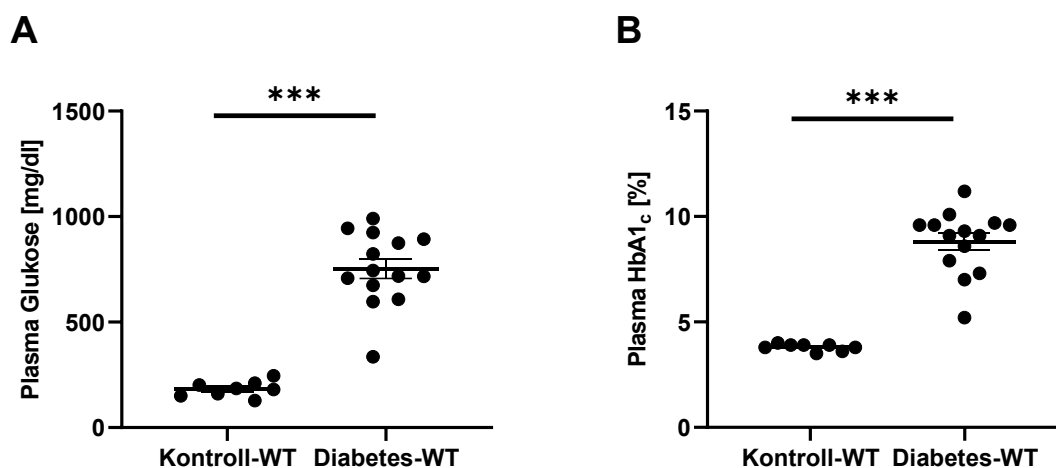 A
***
Plasma Glukose [mg/dl]
1500
1000
500
0
Kontroll-WT Diabetes-WT
B
***
Plasma HbA1c [%]
15
10
5
0
Kontroll-WT Diabetes-WT